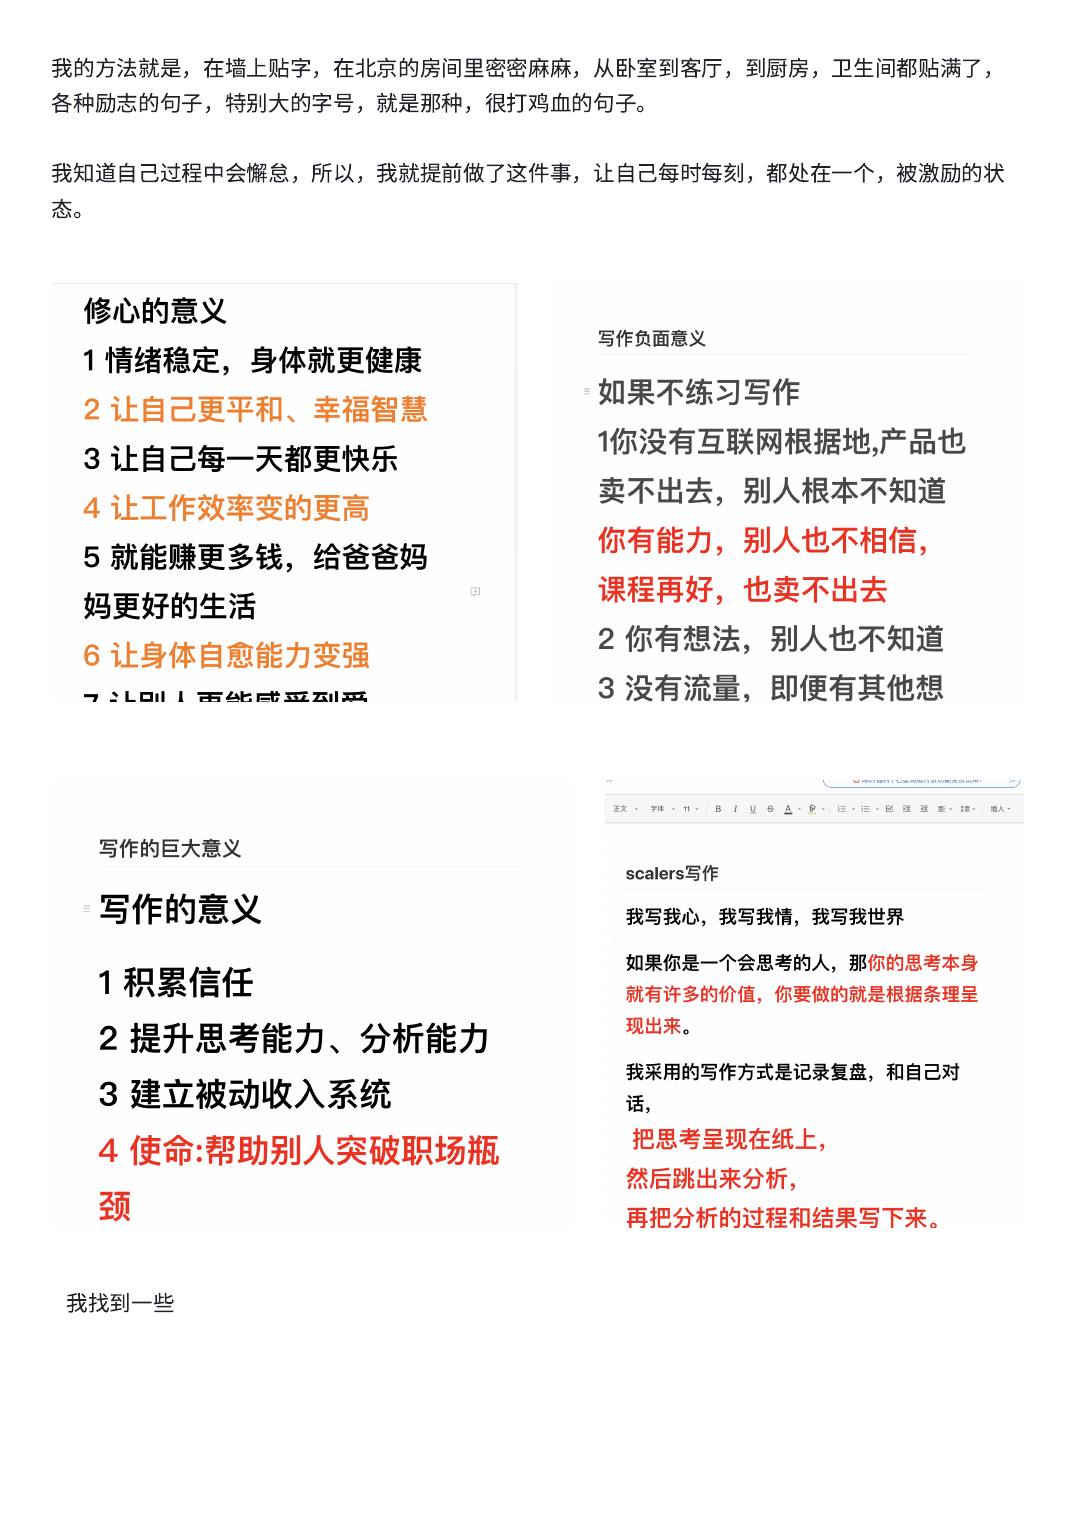 我的方法就是，在墙上贴字，在北京的房间里密密麻麻，从卧室到客厅，到厨房，卫生间都贴满了，
各种励志的句子，特别大的字号，就是那种，很打鸡血的句子。
我知道自己过程中会懈怠，所以，我就提前做了这件事，让自己每时每刻，都处在一个，被激励的状
态。
修心的意义
1 情绪稳定，身体就更健康
2 让自己更平和、幸福智慧
3 让自己每一天都更快乐
4 让工作效率变的更高
5 就能赚更多钱，给爸爸妈
妈更好的生活
6 让身体自愈能力变强
7 让别人更能感受到爱
写作负面意义
如果不练习写作
1你没有互联网根据地,产品也
卖不出去，别人根本不知道
你有能力，别人也不相信，
课程再好，也卖不出去
2 你有想法，别人也不知道
3 没有流量，即便有其他想
写作的巨大意义
写作的意义
1 积累信任
2 提升思考能力、分析能力
3 建立被动收入系统
4 使命:帮助别人突破职场瓶
颈
正文 字体 11 B I U S A 插入
scalers写作
我写我心，我写我情，我写我世界
如果你是一个会思考的人，那你的思考本身
就有许多的价值，你要做的就是根据条理呈
现出来。
我采用的写作方式是记录复盘，和自己对
话，
把思考呈现在纸上，
然后跳出来分析，
再把分析的过程和结果写下来。
我找到一些